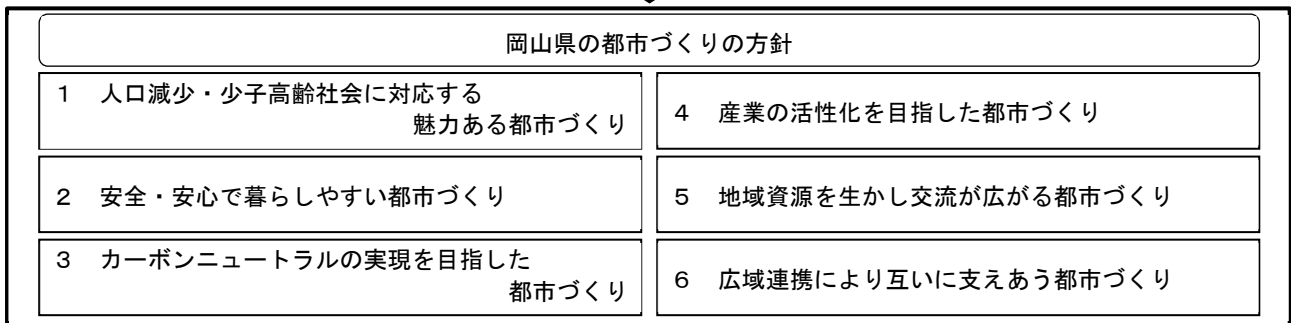 岡山県の都市づくりの方針
1 人口減少・少子高齢社会に対応する
魅力ある都市づくり
2 安全・安心で暮らしやすい都市づくり
3 カーボンニュートラルの実現を目指した
都市づくり
4 産業の活性化を目指した都市づくり
5 地域資源を生かし交流が広がる都市づくり
6 広域連携により互いに支えあう都市づくり